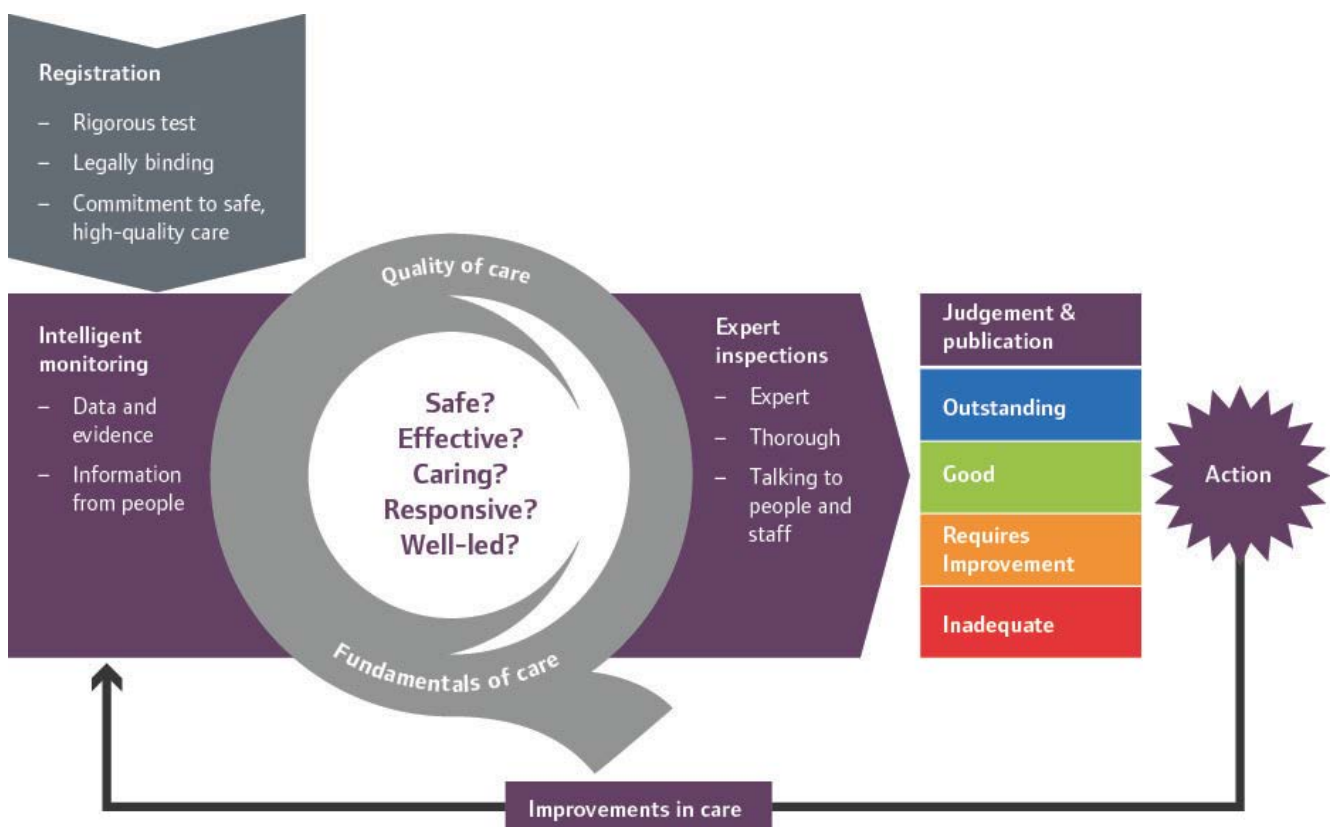 Registration
– Rigorous test
– Legally binding
– Commitment to safe,
high-quality care
Intelligent
monitoring
– Data and
evidence
– Information
from people
Quality of care
Safe?
Effective?
Caring?
Responsive?
Well-led?
Fundamentals of care
Expert
inspections
– Expert
– Thorough
– Talking to
people and
staff
Judgement &
publication
Outstanding
Good
Requires
Improvement
Inadequate
Action
Improvements in care